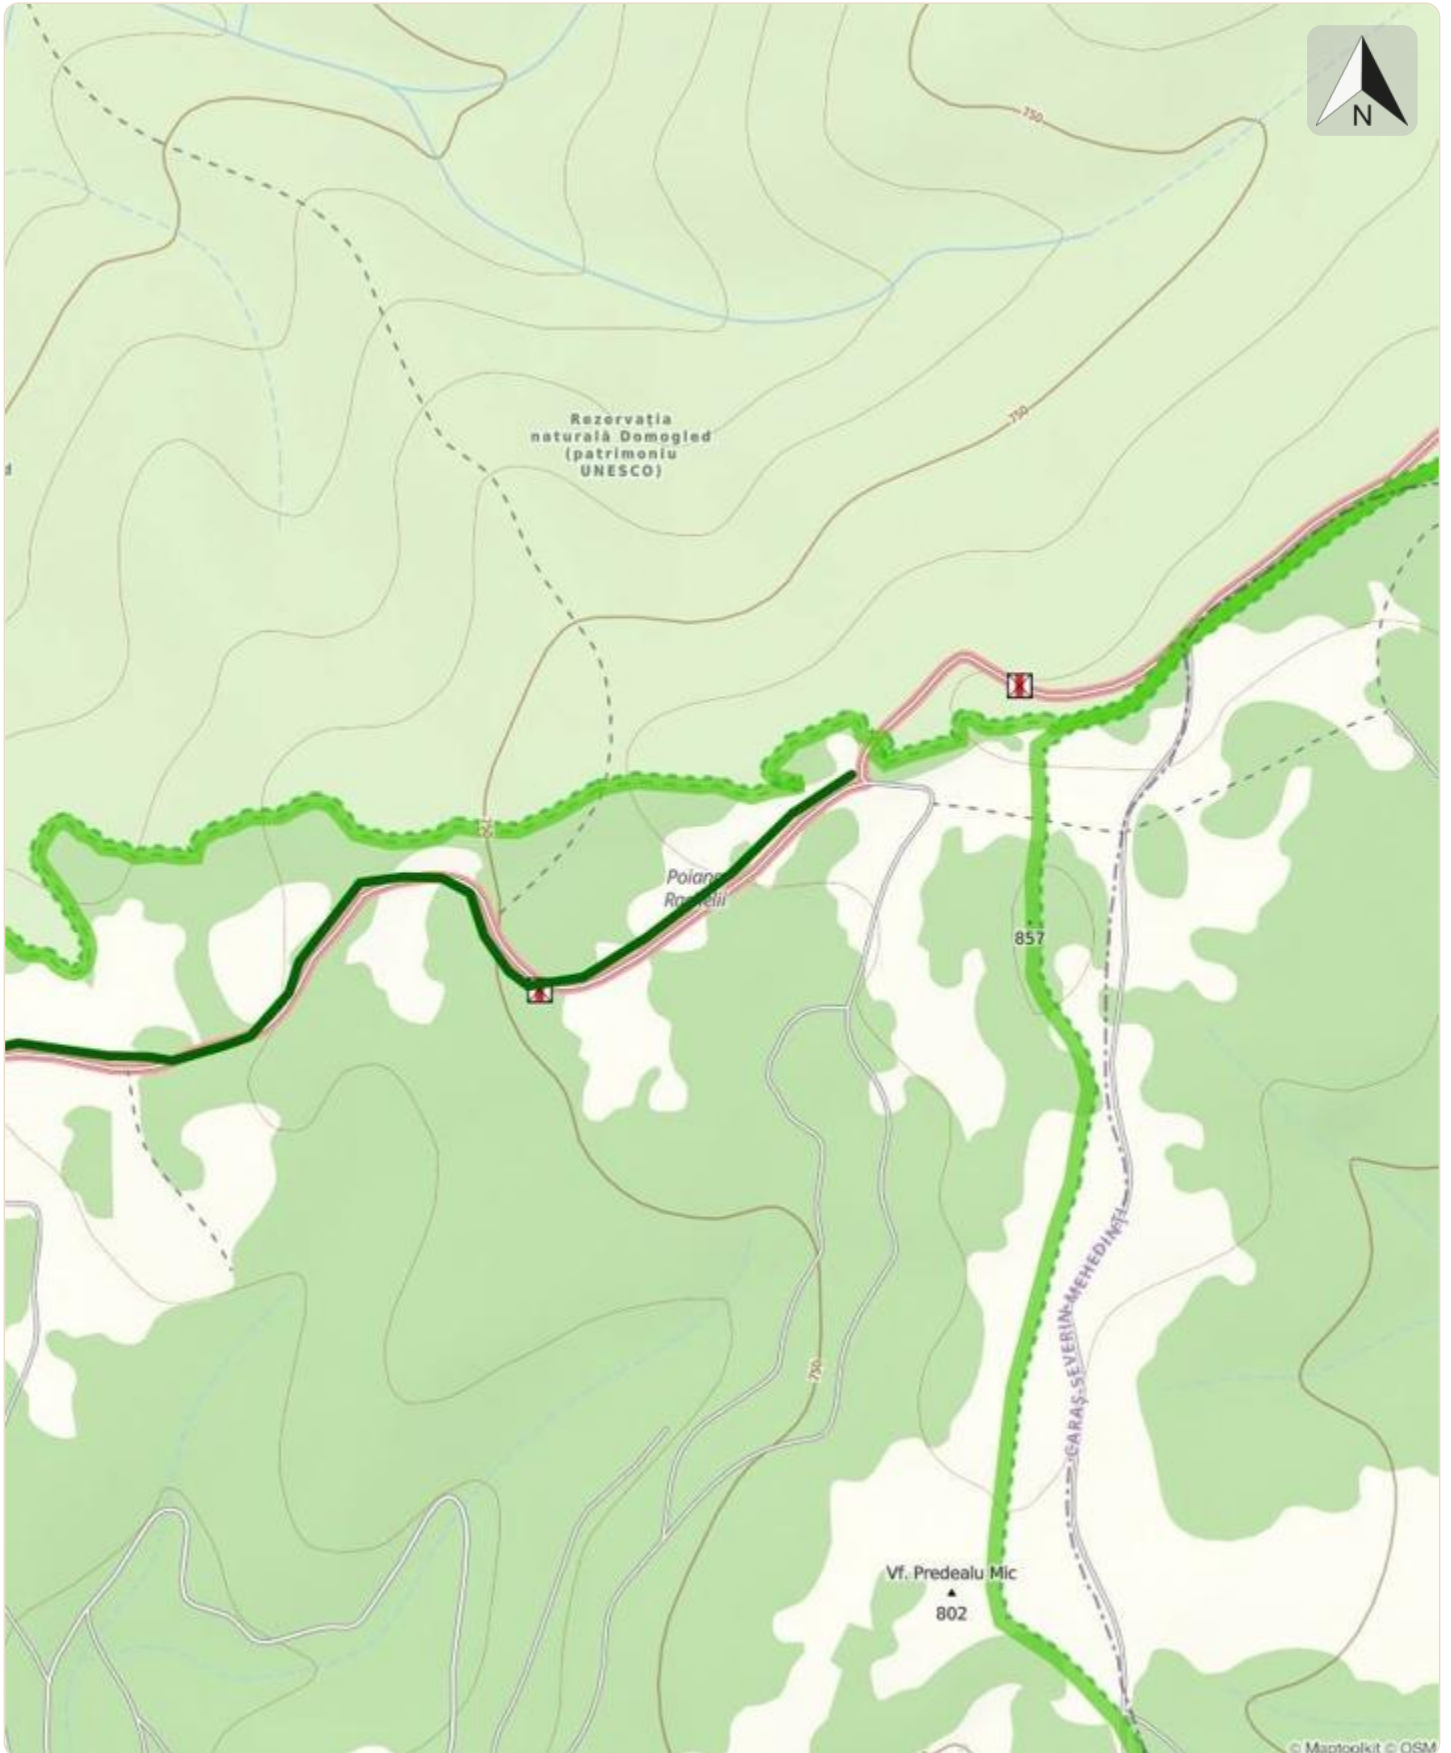 N
750
Rezervația
naturală Domogled
(patrimoniu
UNESCO)
750
d
750
Poiana
857
CARAȘ-SEVERIN
MEHEDINȚI
750
Vf. Predealu Mic
802
© Maptoolkit © OSM